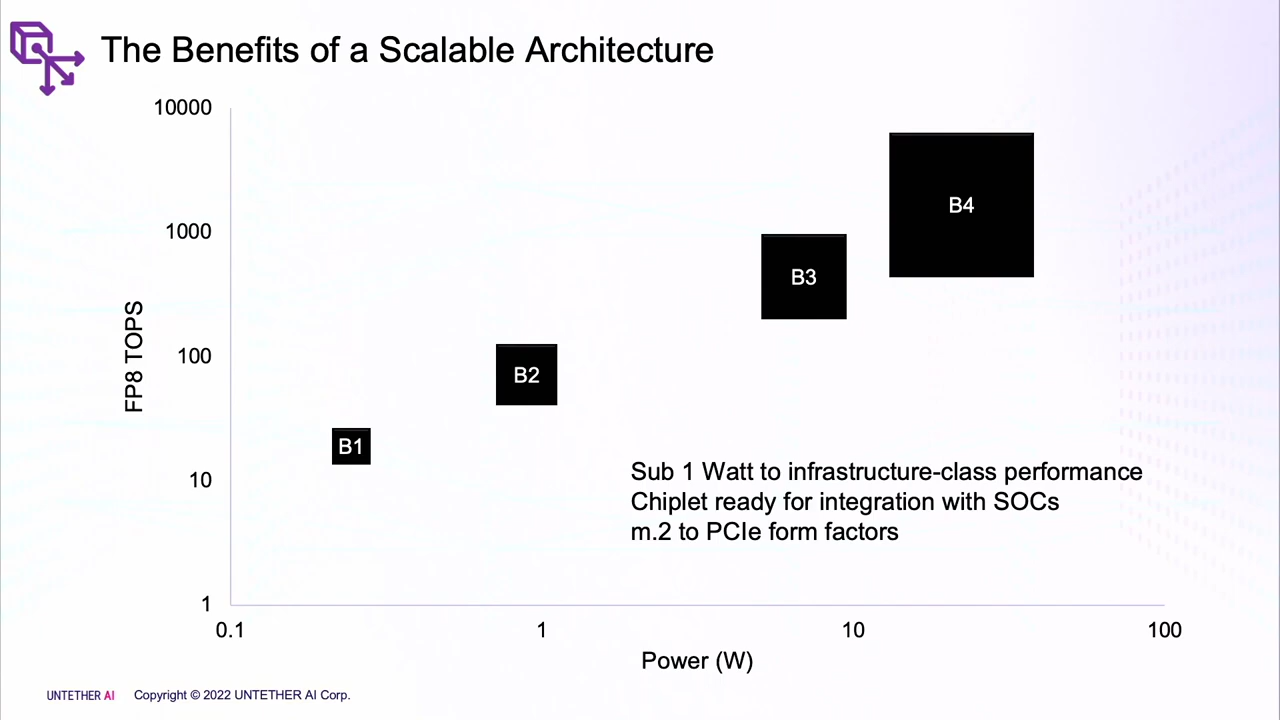 The Benefits of a Scalable Architecture
10000
1000
100
10
1
FP8 TOPS
B4
B3
B2
B1
Sub 1 Watt to infrastructure-class performance
Chiplet ready for integration with SOCs
m.2 to PCIe form factors
0.1 1 10 100
Power (W)
UNTETHER AI Copyright © 2022 UNTETHER AI Corp.